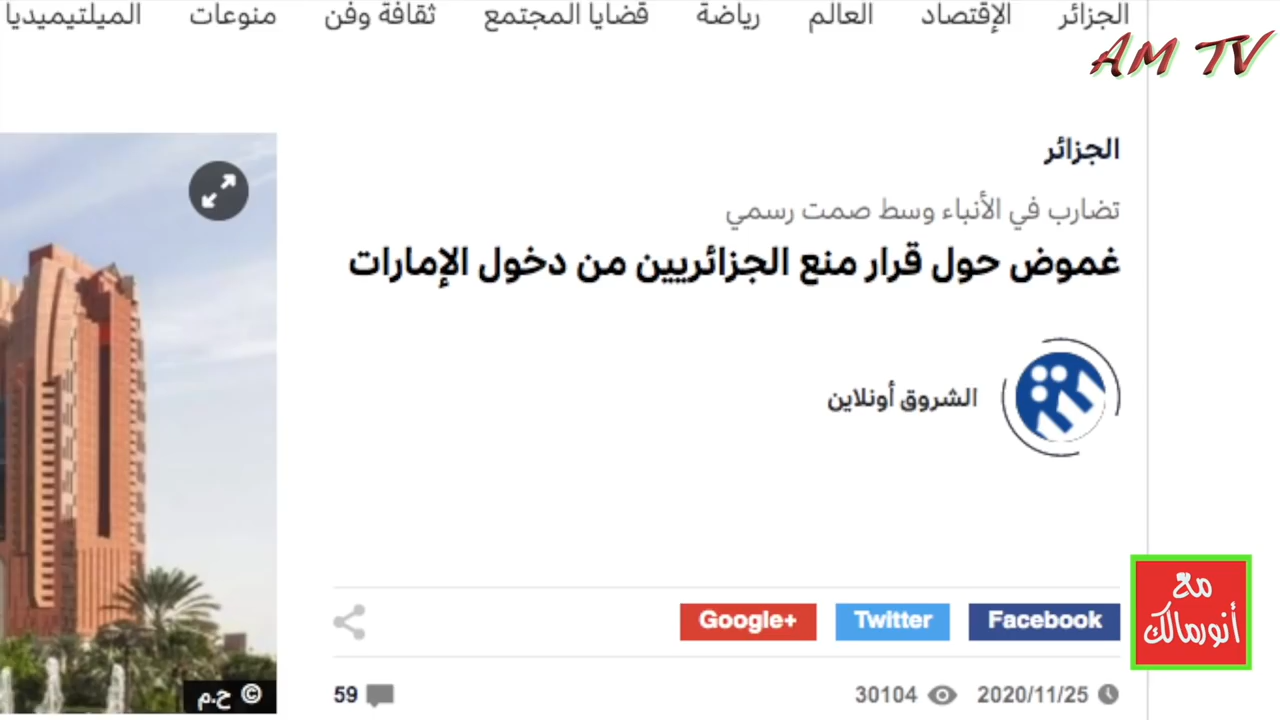 الجزائر الإقتصاد العالم رياضة قضايا المجتمع ثقافة وفن منوعات الميلتيميديا
AM TV
الجزائر
تضارب في الأنباء وسط صمت رسمي
غموض حول قرار منع الجزائريين من دخول الإمارات
الشروق أونلاين
Facebook Twitter Google+
مع
أنورمالك
2020/11/25 30104 59
© ح.م